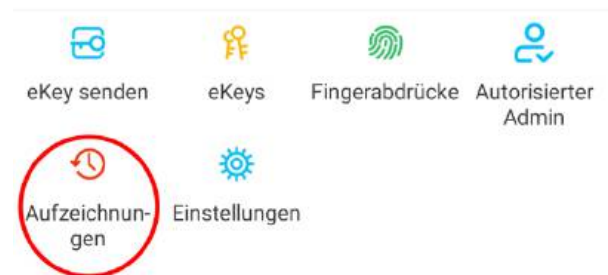 eKey senden eKeys Fingerabdrücke Autorisierter
Admin
Aufzeichnun- Einstellungen
gen